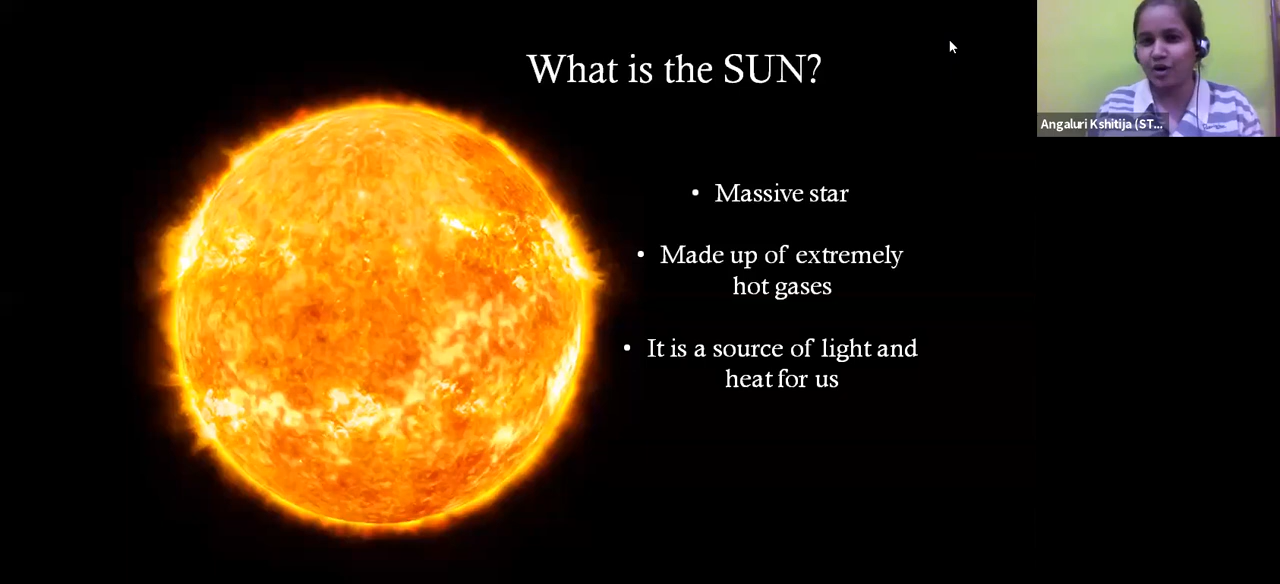 What is the SUN?
• Massive star
• Made up of extremely
hot gases
• It is a source of light and
heat for us
Angaluri Kshitija (ST...